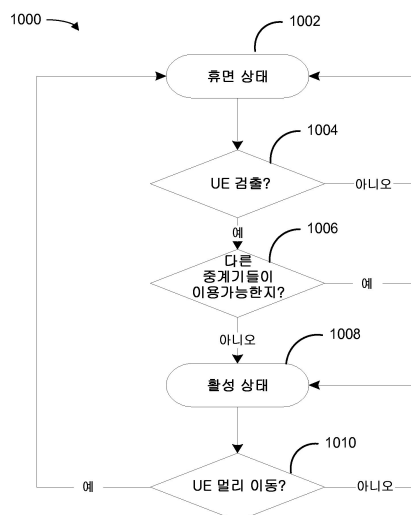 1000
1002
휴면 상태
1004
UE 검출?
아니오
예
1006
다른
중계기들이
이용가능한지?
예
아니오
1008
활성 상태
1010
UE 멀리 이동?
예
아니오